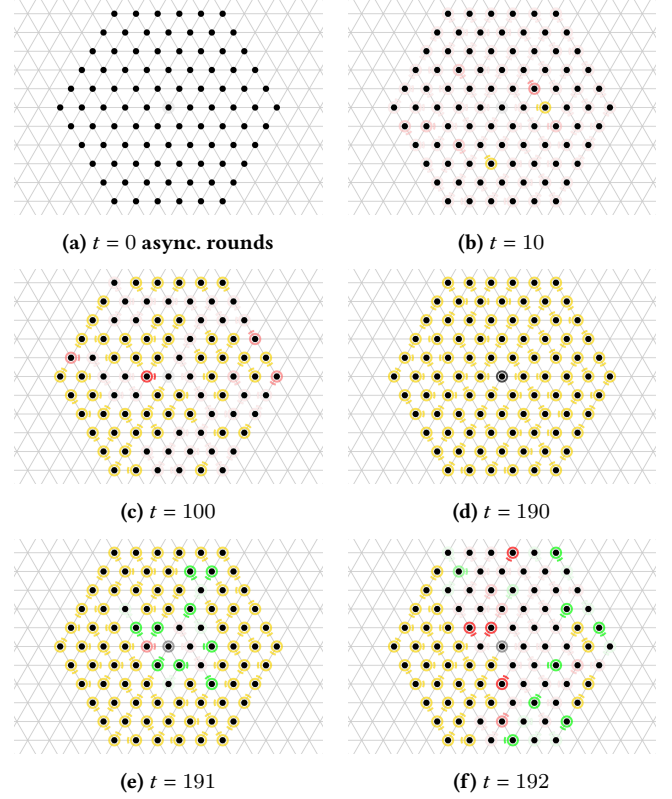 (a) t = 0 async. rounds
(b) t = 10
(c) t = 100
(d) t = 190
(e) t = 191
(f) t = 192